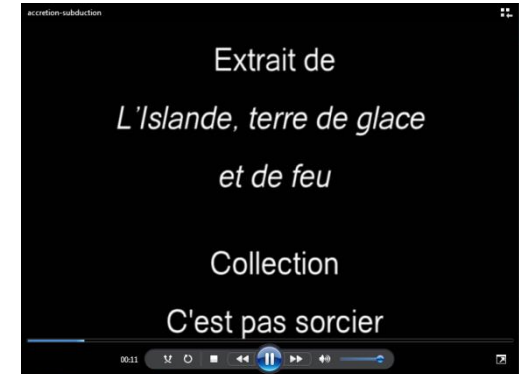 accretion-subduction
Extrait de
L'Islande, terre de glace
et de feu
Collection
C'est pas sorcier
00:11